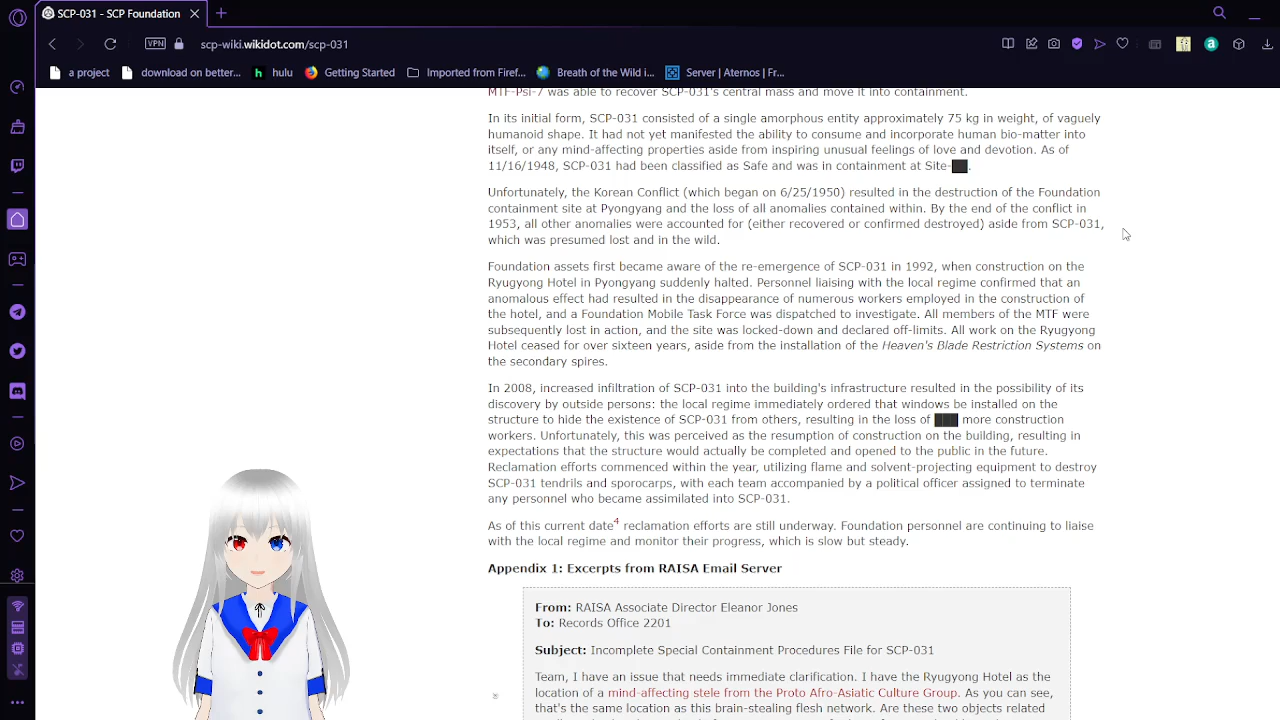 SCP-031 - SCP Foundation
VPN
scp-wiki.wikidot.com/scp-031
a project
download on better...
hulu
Getting Started
Imported from Firef...
Breath of the Wild i...
Server | Aternos | Fr...
MTF-Psi-7 was able to recover SCP-031's central mass and move it into containment.
In its initial form, SCP-031 consisted of a single amorphous entity approximately 75 kg in weight, of vaguely
humanoid shape. It had not yet manifested the ability to consume and incorporate human bio-matter into
itself, or any mind-affecting properties aside from inspiring unusual feelings of love and devotion. As of
11/16/1948, SCP-031 had been classified as Safe and was in containment at Site-██.
Unfortunately, the Korean Conflict (which began on 6/25/1950) resulted in the destruction of the Foundation
containment site at Pyongyang and the loss of all anomalies contained within. By the end of the conflict in
1953, all other anomalies were accounted for (either recovered or confirmed destroyed) aside from SCP-031,
which was presumed lost and in the wild.
Foundation assets first became aware of the re-emergence of SCP-031 in 1992, when construction on the
Ryugyong Hotel in Pyongyang suddenly halted. Personnel liaising with the local regime confirmed that an
anomalous effect had resulted in the disappearance of numerous workers employed in the construction of
the hotel, and a Foundation Mobile Task Force was dispatched to investigate. All members of the MTF were
subsequently lost in action, and the site was locked-down and declared off-limits. All work on the Ryugyong
Hotel ceased for over sixteen years, aside from the installation of the Heaven's Blade Restriction Systems on
the secondary spires.
In 2008, increased infiltration of SCP-031 into the building's infrastructure resulted in the possibility of its
discovery by outside persons: the local regime immediately ordered that windows be installed on the
structure to hide the existence of SCP-031 from others, resulting in the loss of ███ more construction
workers. Unfortunately, this was perceived as the resumption of construction on the building, resulting in
expectations that the structure would actually be completed and opened to the public in the future.
Reclamation efforts commenced within the year, utilizing flame and solvent-projecting equipment to destroy
SCP-031 tendrils and sporocarps, with each team accompanied by a political officer assigned to terminate
any personnel who became assimilated into SCP-031.
As of this current date4 reclamation efforts are still underway. Foundation personnel are continuing to liaise
with the local regime and monitor their progress, which is slow but steady.
Appendix 1: Excerpts from RAISA Email Server
From: RAISA Associate Director Eleanor Jones
To: Records Office 2201
Subject: Incomplete Special Containment Procedures File for SCP-031
Team, I have an issue that needs immediate clarification. I have the Ryugyong Hotel as the
location of a mind-affecting stele from the Proto Afro-Asiatic Culture Group. As you can see,
that's the same location as this brain-stealing flesh network. Are these two objects related